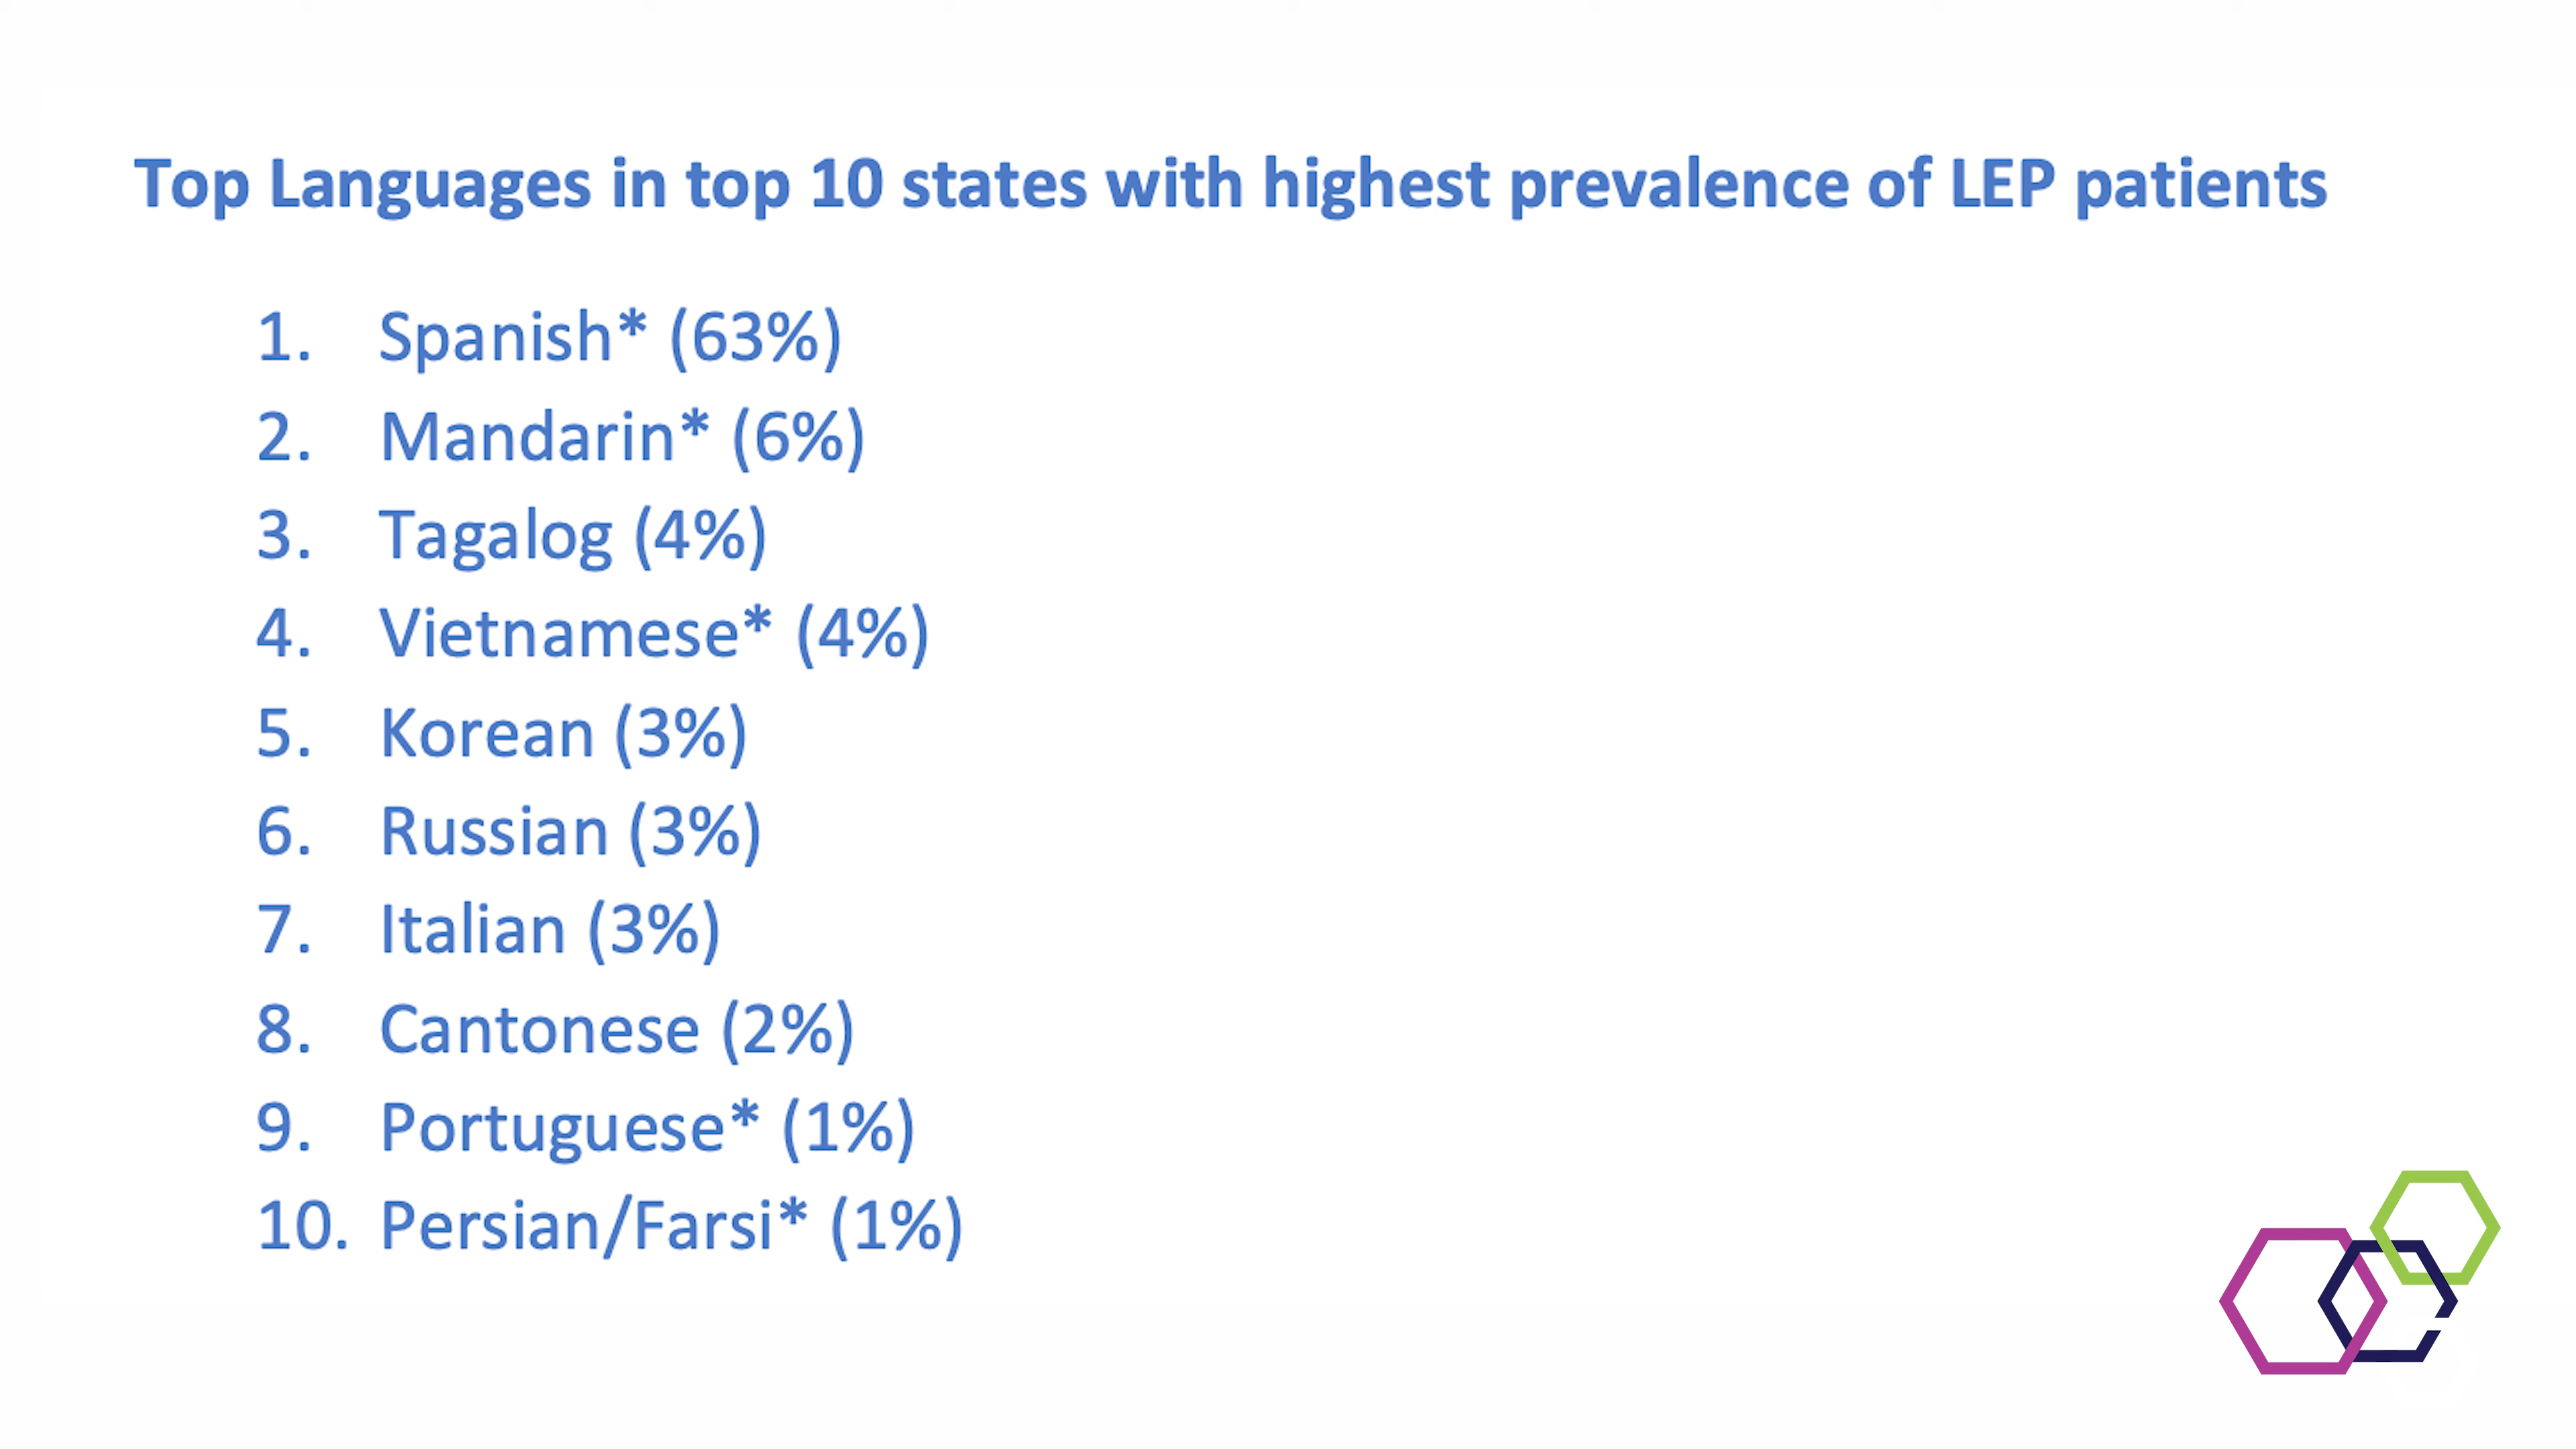 Top Languages in top 10 states with highest prevalence of LEP patients
1. Spanish* (63%)
2. Mandarin* (6%)
3. Tagalog (4%)
4. Vietnamese* (4%)
5. Korean (3%)
6. Russian (3%)
7. Italian (3%)
8. Cantonese (2%)
9. Portuguese* (1%)
10. Persian/Farsi* (1%)